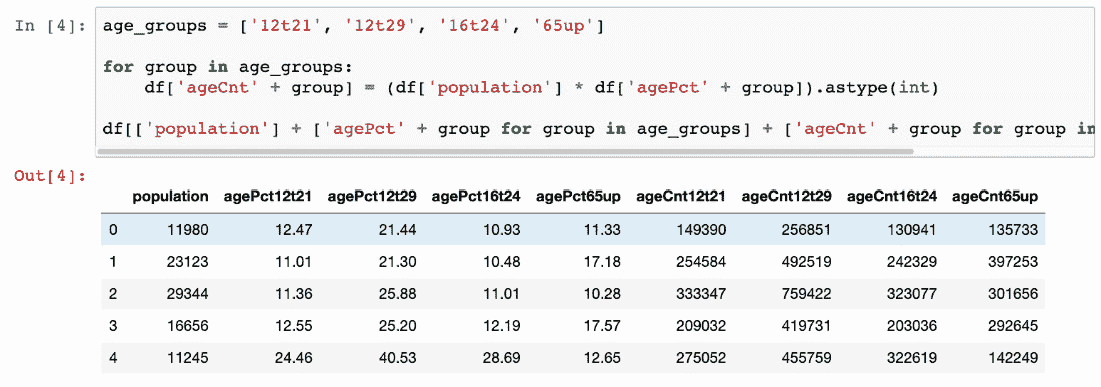 In [4]: age_groups = ['12t21', '12t29', '16t24', '65up']
for group in age_groups:
df['ageCnt' + group] = (df['population'] * df['agePct' + group]).astype(int)
df[['population'] + ['agePct' + group for group in age_groups] + ['ageCnt' + group for group in
Out[4]:
population agePct12t21 agePct12t29 agePct16t24 agePct65up ageCnt12t21 ageCnt12t29 ageCnt16t24 ageCnt65up
0 11980 12.47 21.44 10.93 11.33 149390 256851 130941 135733
1 23123 11.01 21.30 10.48 17.18 254584 492519 242329 397253
2 29344 11.36 25.88 11.01 10.28 333347 759422 323077 301656
3 16656 12.55 25.20 12.19 17.57 209032 419731 203036 292645
4 11245 24.46 40.53 28.69 12.65 275052 455759 322619 142249